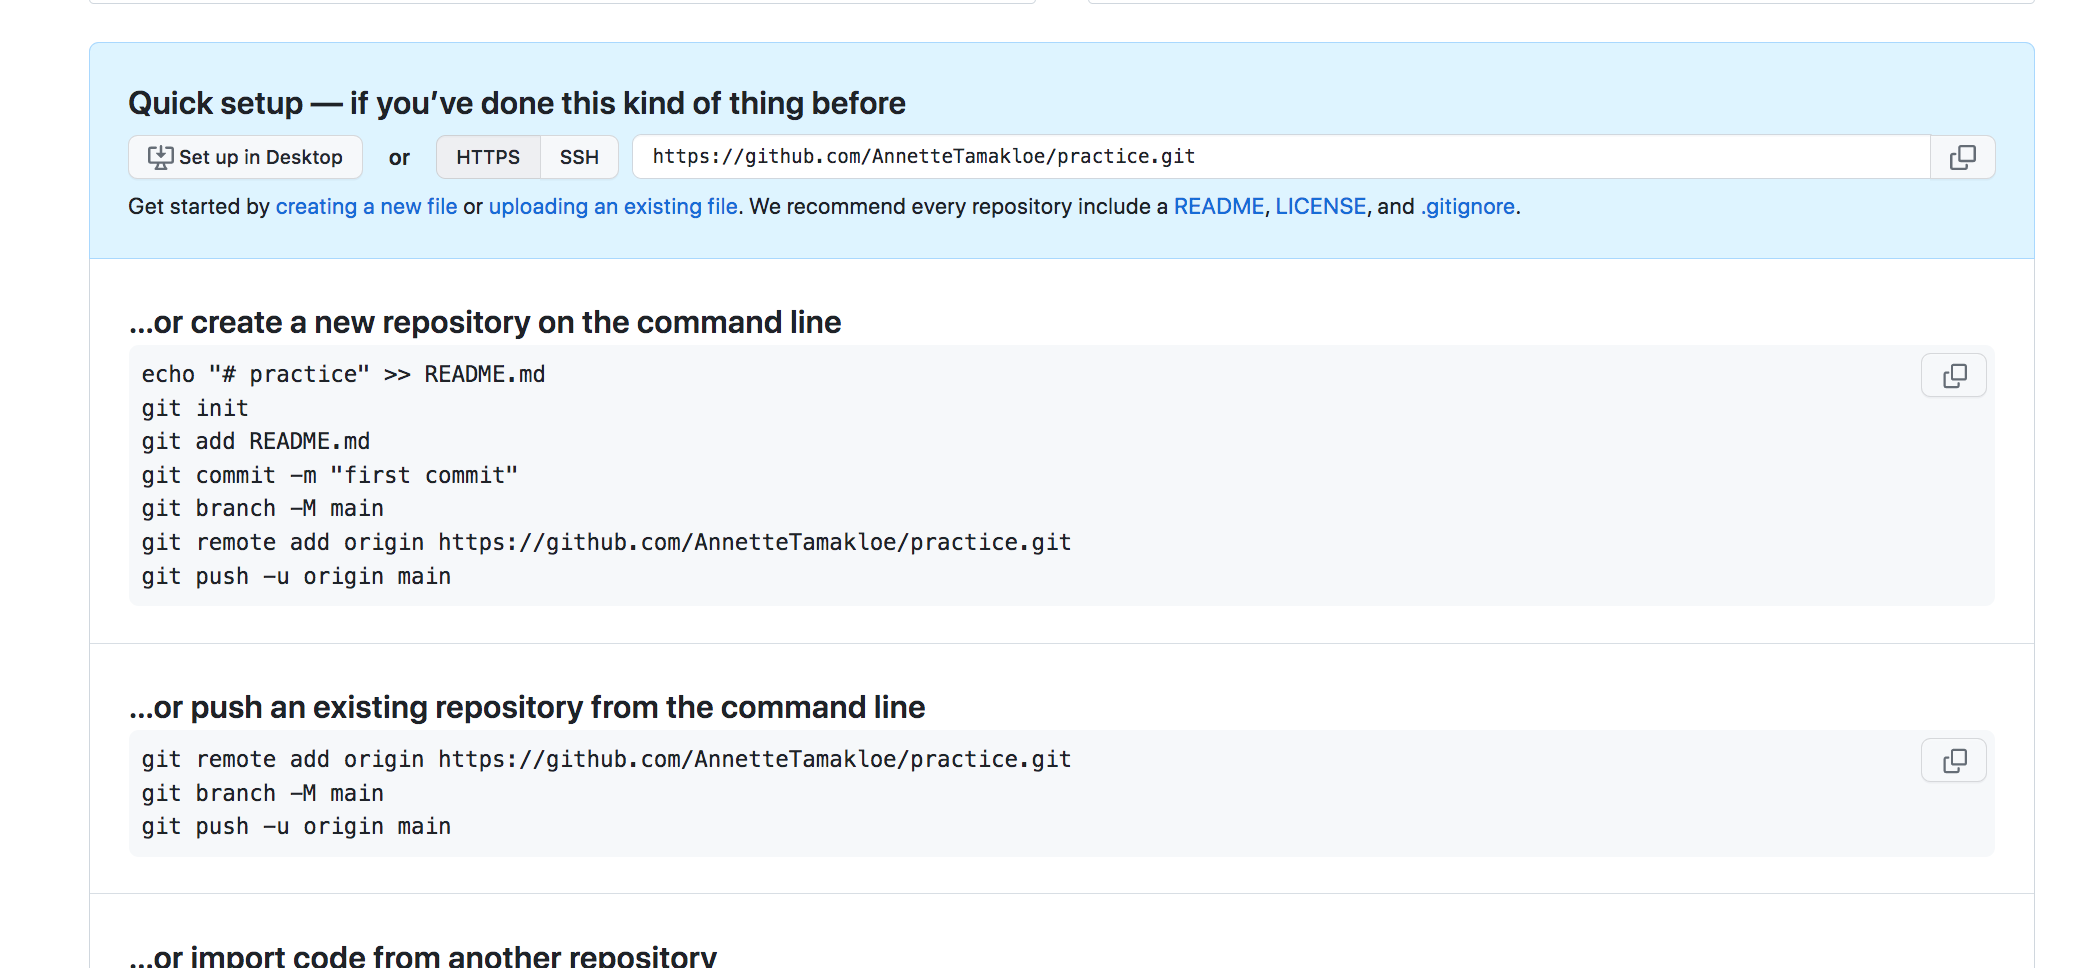 Quick setup — if you’ve done this kind of thing before
Set up in Desktop or HTTPS SSH https://github.com/AnnetteTamakloe/practice.git
Get started by creating a new file or uploading an existing file. We recommend every repository include a README, LICENSE, and .gitignore.
…or create a new repository on the command line
echo "# practice" >> README.md
git init
git add README.md
git commit -m "first commit"
git branch -M main
git remote add origin https://github.com/AnnetteTamakloe/practice.git
git push -u origin main
…or push an existing repository from the command line
git remote add origin https://github.com/AnnetteTamakloe/practice.git
git branch -M main
git push -u origin main
…or import code from another repository